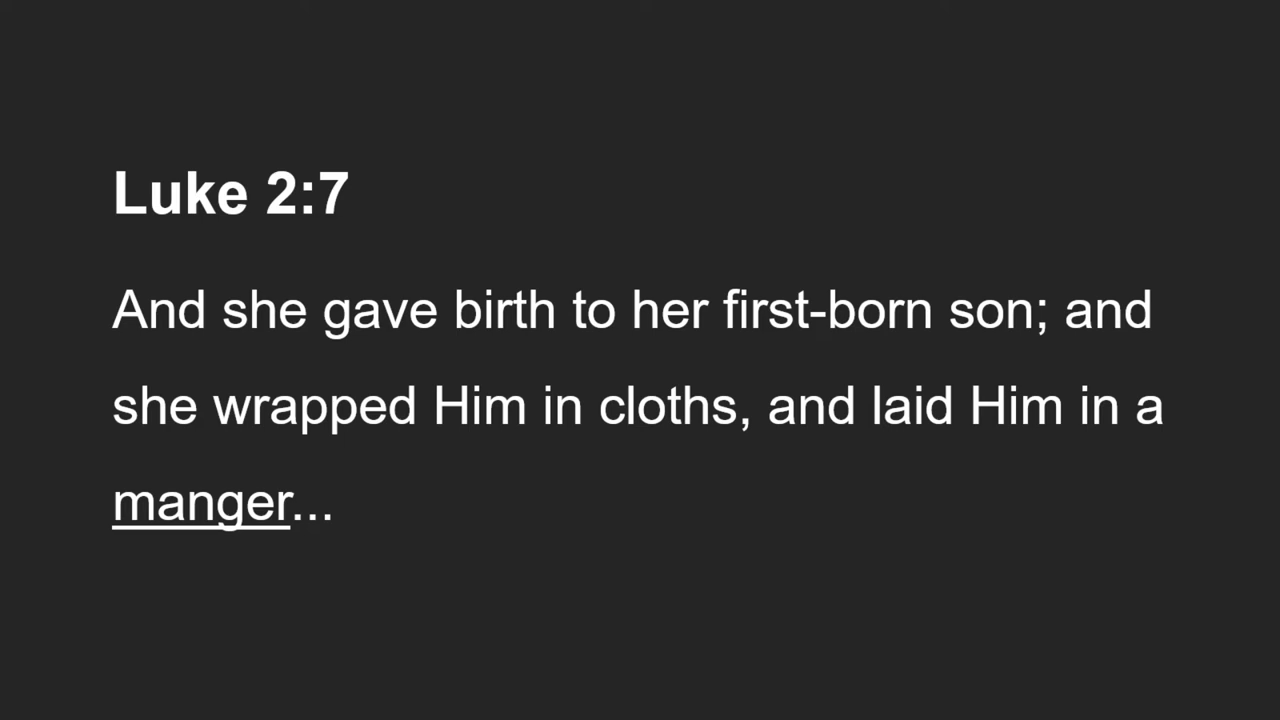 Luke 2:7
And she gave birth to her first-born son; and
she wrapped Him in cloths, and laid Him in a
manger...